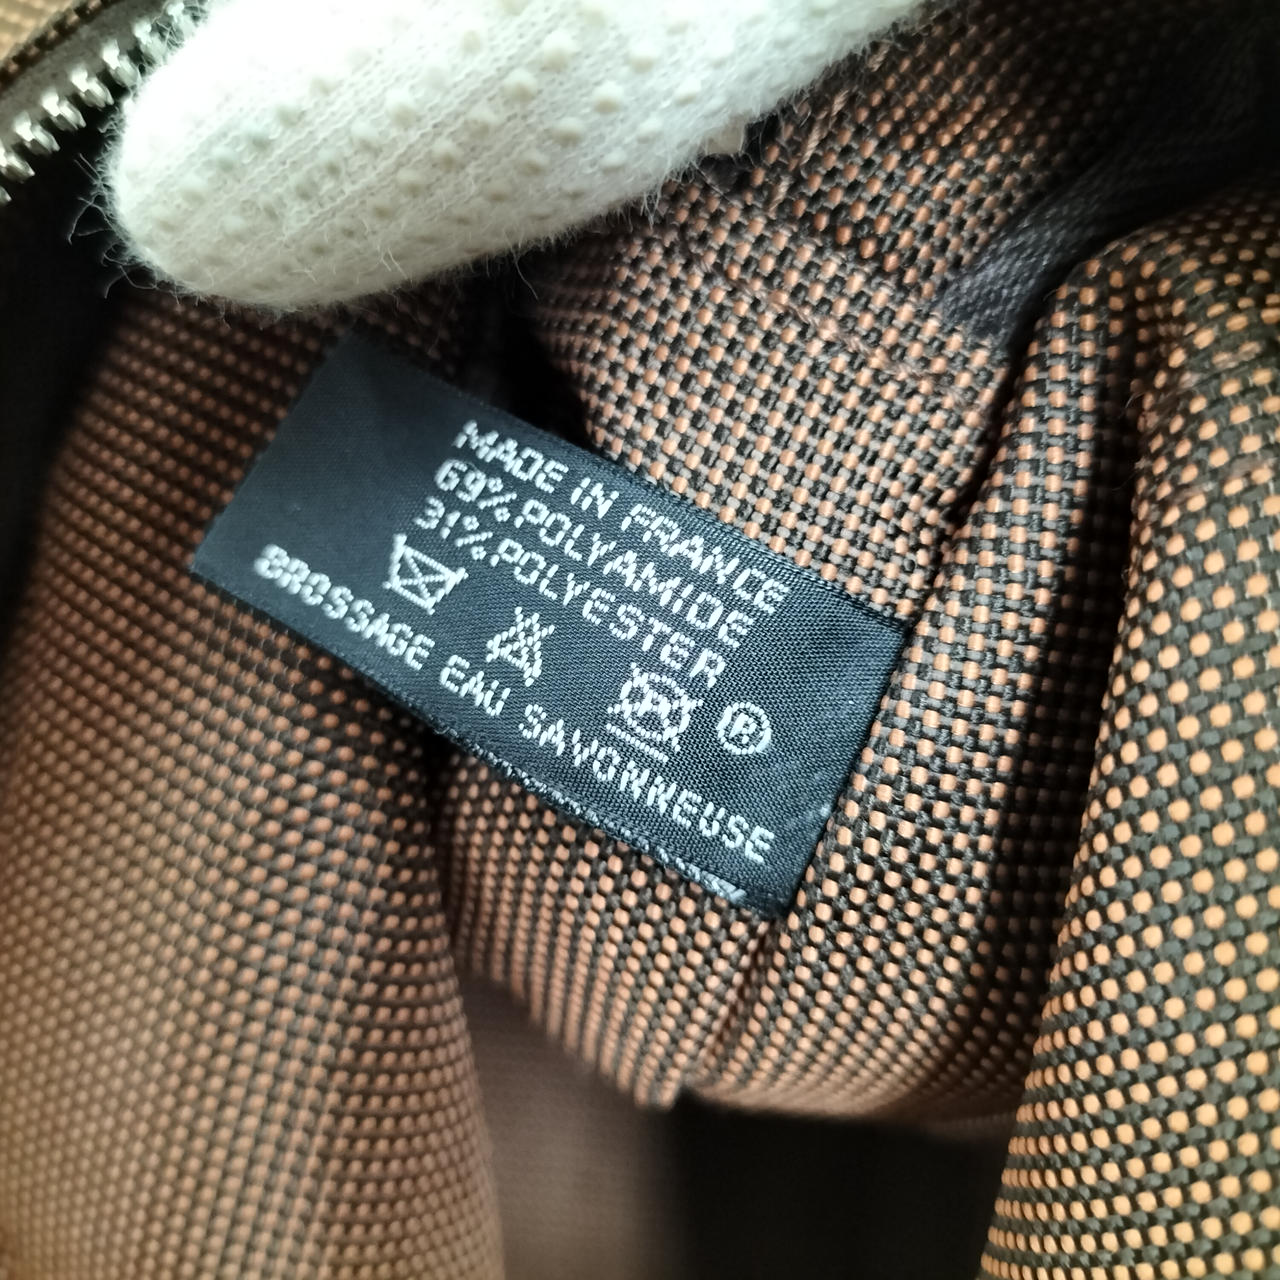 MADE IN FRANCE
69%.POLYAMIDE
31%.POLYESTER
®
BROSSAGE EAU SAVONNEUSE